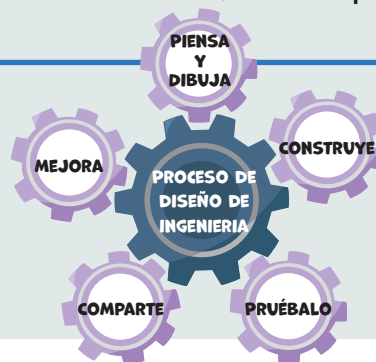 PIENSA
Y
DIBUJA
CONSTRUYE
MEJORA
PROCESO DE
DISEÑO DE
INGENIERIA
COMPARTE
PRUÉBALO